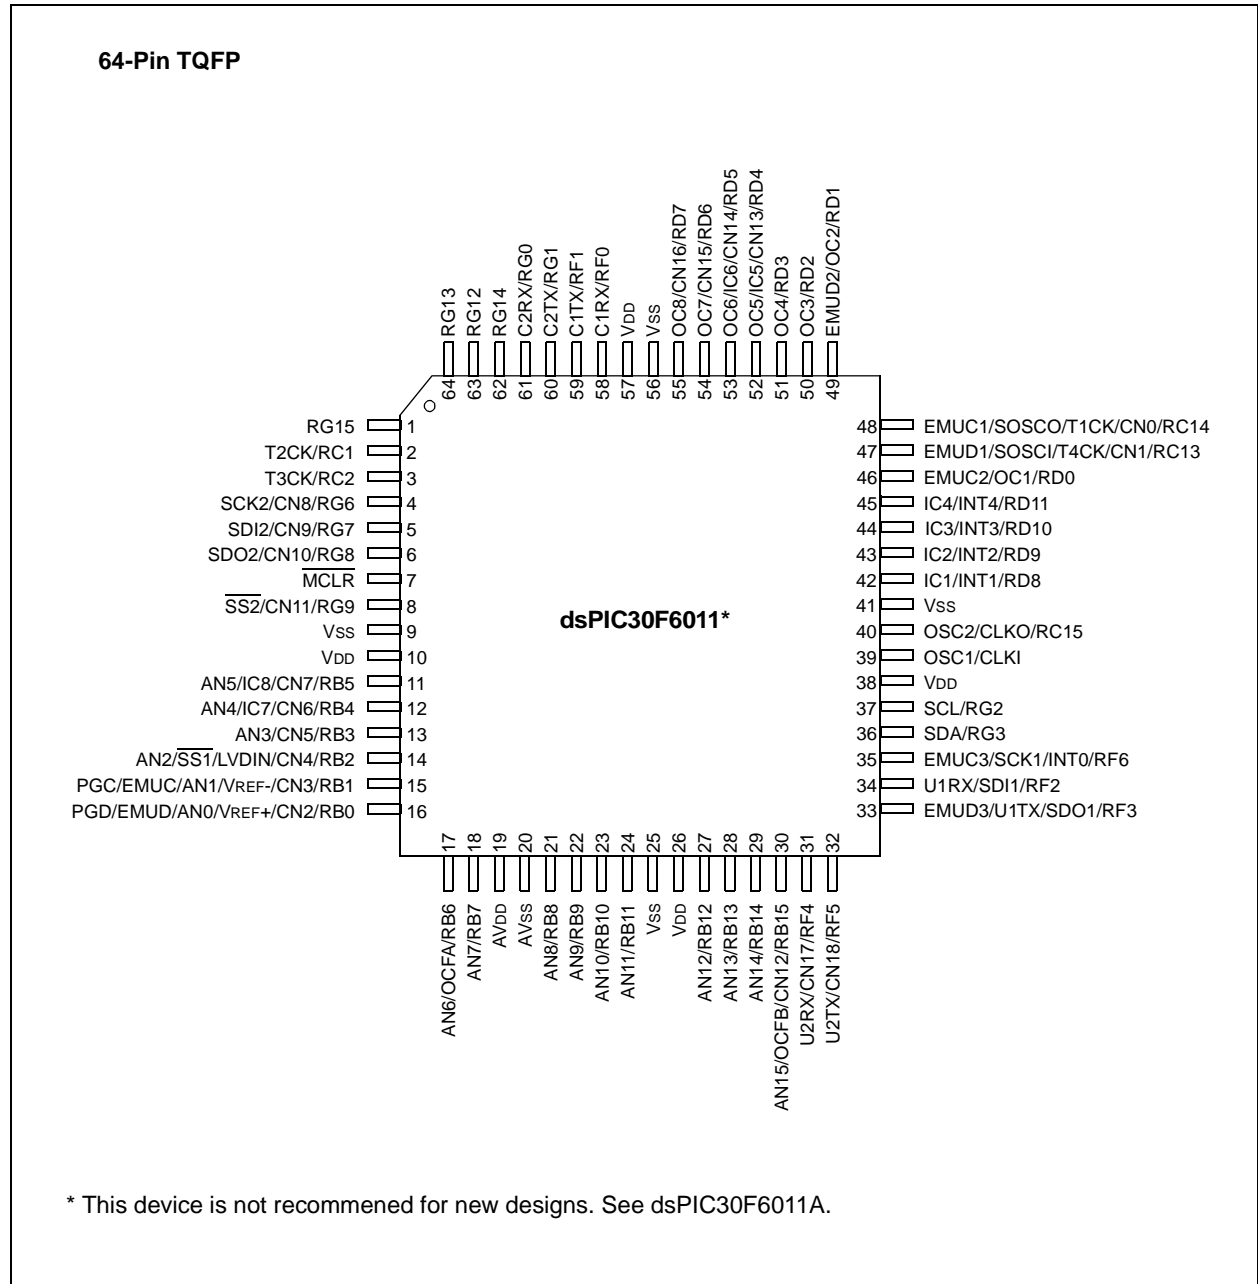 64-Pin TQFP
RG13
RG12
RG14
C2RX/RG0
C2TX/RG1
C1TX/RF1
C1RX/RF0
VDD
VSS
OC8/CN16/RD7
OC7/CN15/RD6
OC6/IC6/CN14/RD5
OC5/IC5/CN13/RD4
OC4/RD3
OC3/RD2
EMUD2/OC2/RD1
64 63 62 61 60 59 58 57 56 55 54 53 52 51 50 49
RG15 1
T2CK/RC1 2
T3CK/RC2 3
SCK2/CN8/RG6 4
SDI2/CN9/RG7 5
SDO2/CN10/RG8 6
MCLR 7
SS2/CN11/RG9 8
VSS 9
VDD 10
AN5/IC8/CN7/RB5 11
AN4/IC7/CN6/RB4 12
AN3/CN5/RB3 13
AN2/SS1/LVDIN/CN4/RB2 14
PGC/EMUC/AN1/VREF-/CN3/RB1 15
PGD/EMUD/AN0/VREF+/CN2/RB0 16
dsPIC30F6011*
48 EMUC1/SOSCO/T1CK/CN0/RC14
47 EMUD1/SOSCI/T4CK/CN1/RC13
46 EMUC2/OC1/RD0
45 IC4/INT4/RD11
44 IC3/INT3/RD10
43 IC2/INT2/RD9
42 IC1/INT1/RD8
41 VSS
40 OSC2/CLKO/RC15
39 OSC1/CLKI
38 VDD
37 SCL/RG2
36 SDA/RG3
35 EMUC3/SCK1/INT0/RF6
34 U1RX/SDI1/RF2
33 EMUD3/U1TX/SDO1/RF3
17 18 19 20 21 22 23 24 25 26 27 28 29 30 31 32
AN6/OCFA/RB6
AN7/RB7
AVDD
AVSS
AN8/RB8
AN9/RB9
AN10/RB10
AN11/RB11
VSS
VDD
AN12/RB12
AN13/RB13
AN14/RB14
AN15/OCFB/CN12/RB15
U2RX/CN17/RF4
U2TX/CN18/RF5
* This device is not recommened for new designs. See dsPIC30F6011A.